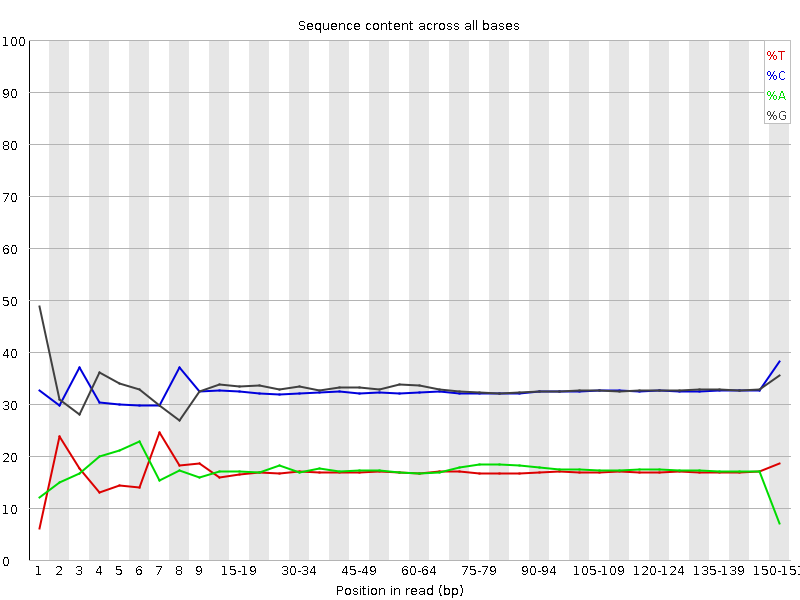 Sequence content across all bases
100
90
80
70
60
50
40
30
20
10
0
%T
%C
%A
%G
1 2 3 4 5 6 7 8 9 15-19 30-34 45-49 60-64 75-79 90-94 105-109 120-124 135-139 150-151
Position in read (bp)